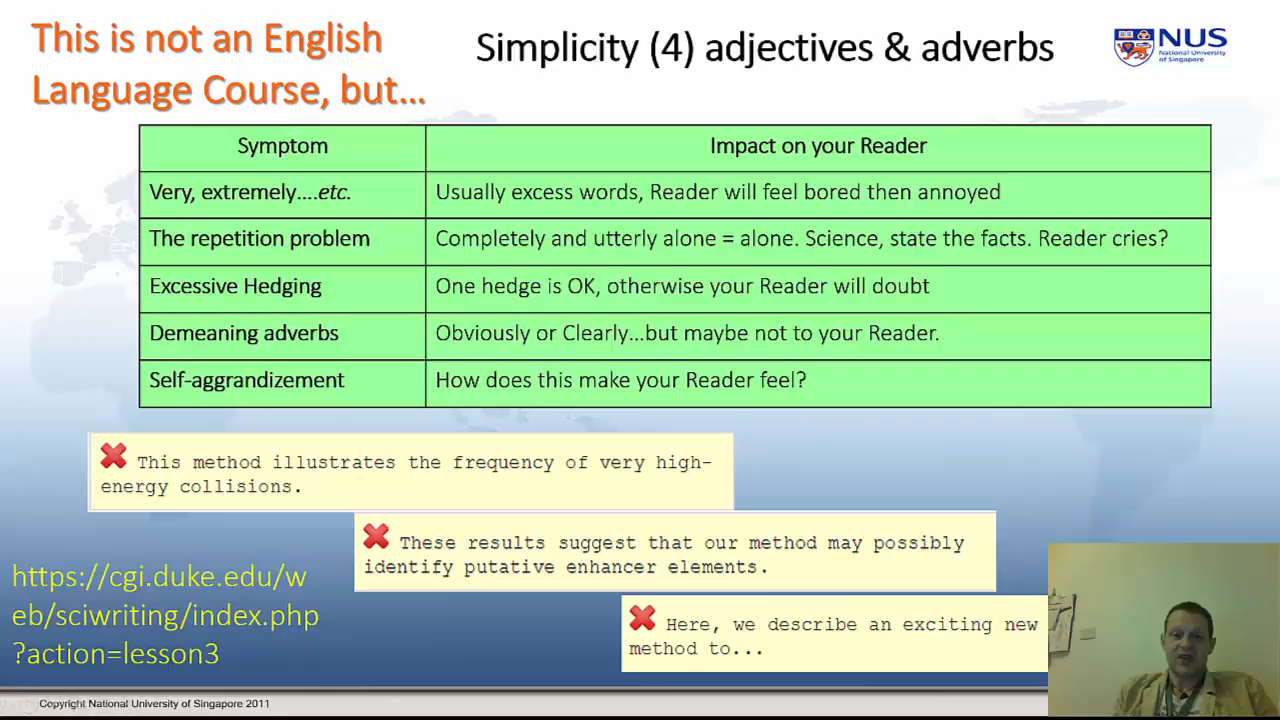 This is not an English
Language Course, but...
Simplicity (4) adjectives & adverbs
NUS
National University
of Singapore
Symptom
Impact on your Reader
Very, extremely....etc.
Usually excess words, Reader will feel bored then annoyed
The repetition problem
Completely and utterly alone = alone. Science, state the facts. Reader cries?
Excessive Hedging
One hedge is OK, otherwise your Reader will doubt
Demeaning adverbs
Obviously or Clearly...but maybe not to your Reader.
Self-aggrandizement
How does this make your Reader feel?
This method illustrates the frequency of very high-
energy collisions.
These results suggest that our method may possibly
identify putative enhancer elements.
Here, we describe an exciting new
method to...
https://cgi.duke.edu/w
eb/sciwriting/index.php
?action=lesson3
Copyright National University of Singapore 2011